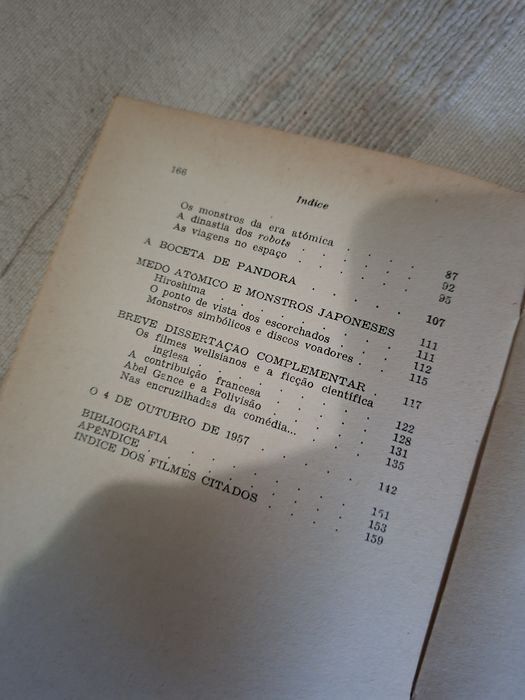 166
Indice
Os monstros da era atómica . . . . 87
A dinastia dos robots . . . . . 92
As viagens no espaço . . . . . 95
A BOCETA DE PANDORA . . . . 107
MEDO ATÓMICO E MONSTROS JAPONESES 111
Hiroshima . . . . . . . 111
O ponto de vista dos escorchados . . . 112
Monstros simbólicos e discos voadores . . 115
BREVE DISSERTAÇÃO COMPLEMENTAR 117
Os filmes wellsianos e a ficção científica
inglesa . . . . . . . 122
A contribuição francesa . . . . . 128
Abel Gance e a Polivisão . . . . . 131
Nas encruzilhadas da comédia... . . . 135
O 4 DE OUTUBRO DE 1957 . . . . 142
BIBLIOGRAFIA . . . . . . . 151
APÊNDICE . . . . . . . 153
INDICE DOS FILMES CITADOS . . . . 159